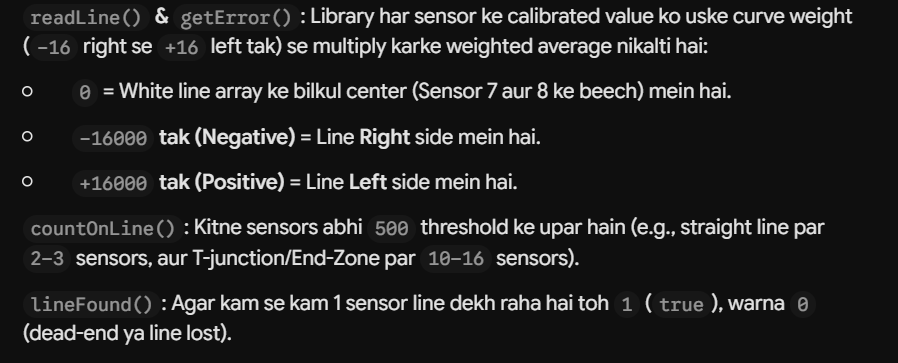 readLine() & getError() : Library har sensor ke calibrated value ko uske curve weight
( -16 right se +16 left tak) se multiply karke weighted average nikalti hai:
○ 0 = White line array ke bilkul center (Sensor 7 aur 8 ke beech) mein hai.
○ -16000 tak (Negative) = Line Right side mein hai.
○ +16000 tak (Positive) = Line Left side mein hai.
countOnLine() : Kitne sensors abhi 500 threshold ke upar hain (e.g., straight line par
2-3 sensors, aur T-junction/End-Zone par 10-16 sensors).
lineFound() : Agar kam se kam 1 sensor line dekh raha hai toh 1 ( true ), warna 0
(dead-end ya line lost).